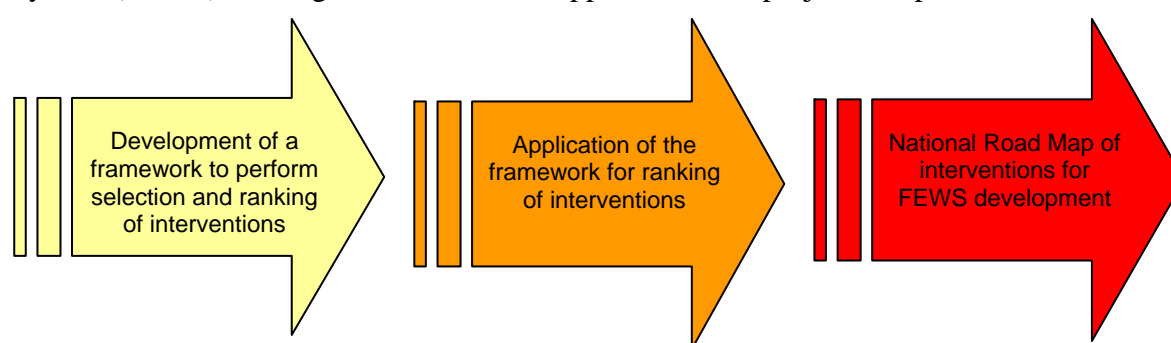 Development of a
framework to perform
selection and ranking
of interventions
Application of the
framework for ranking
of interventions
National Road Map of
interventions for
FEWS development